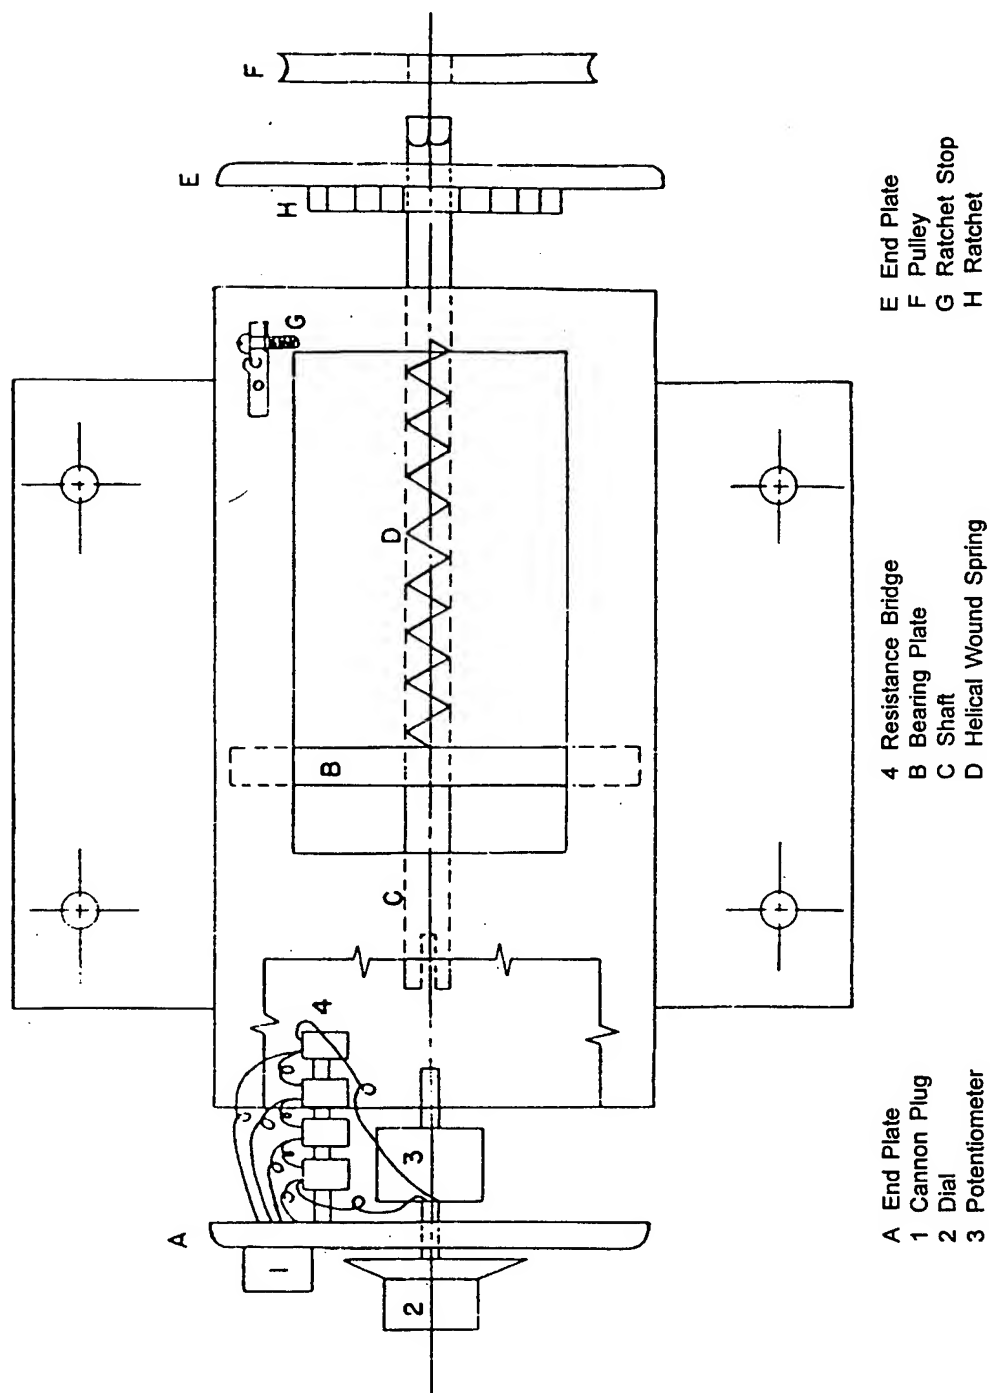 F
E
H
G
D
B
C
4
3
A
1
2
A End Plate
1 Cannon Plug
2 Dial
3 Potentiometer
4 Resistance Bridge
B Bearing Plate
C Shaft
D Helical Wound Spring
E End Plate
F Pulley
G Ratchet Stop
H Ratchet